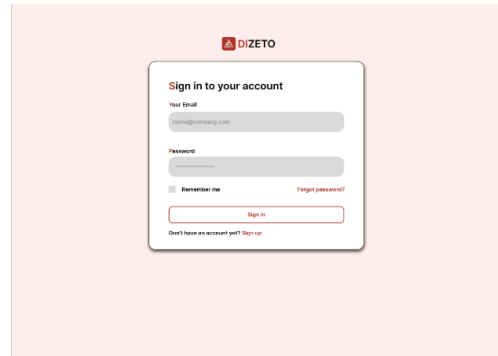 DIZETO
Sign in to your account
Your Email
name@company.com
Password
•••••••••••••
Remember me Forgot password?
Sign in
Don't have an account yet? Sign up